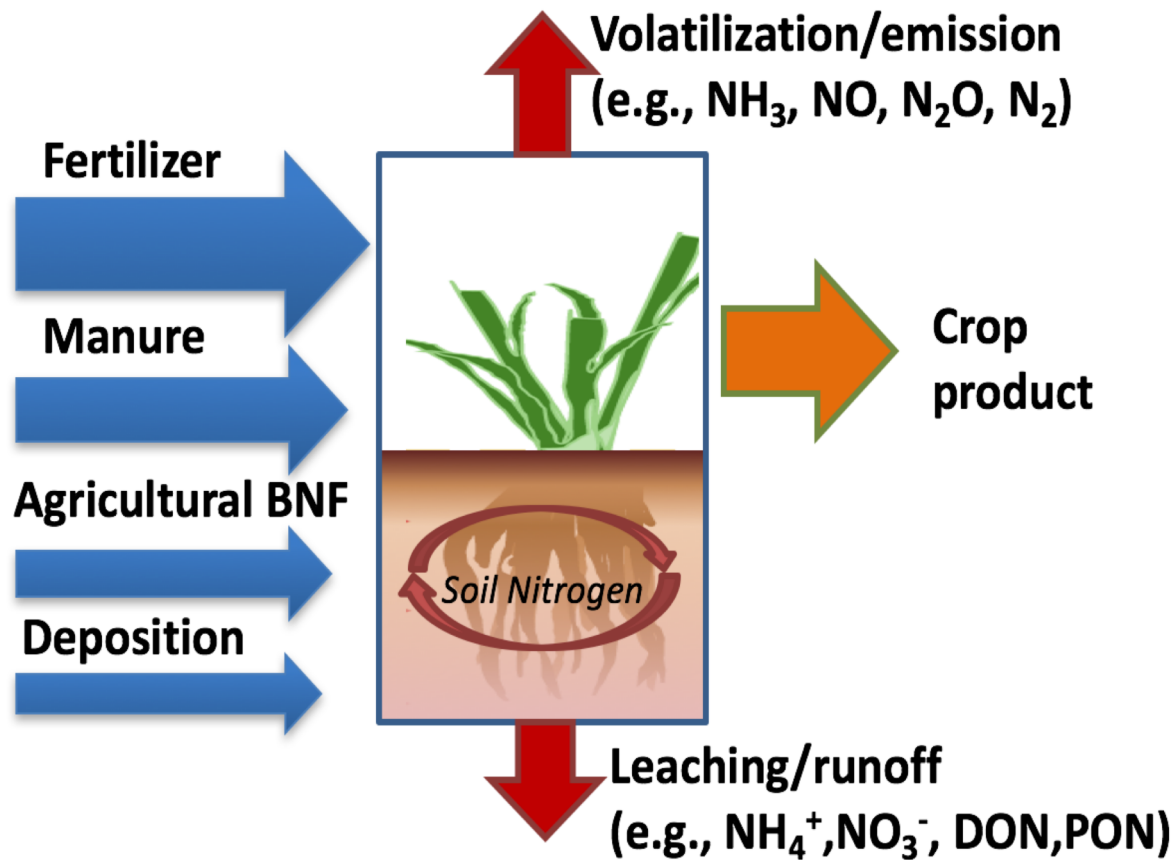 Volatilization/emission
(e.g., NH₃, NO, N₂O, N₂)
Fertilizer
Manure
Agricultural BNF
Deposition
Crop
product
Soil Nitrogen
Leaching/runoff
(e.g., NH₄⁺,NO₃⁻, DON,PON)